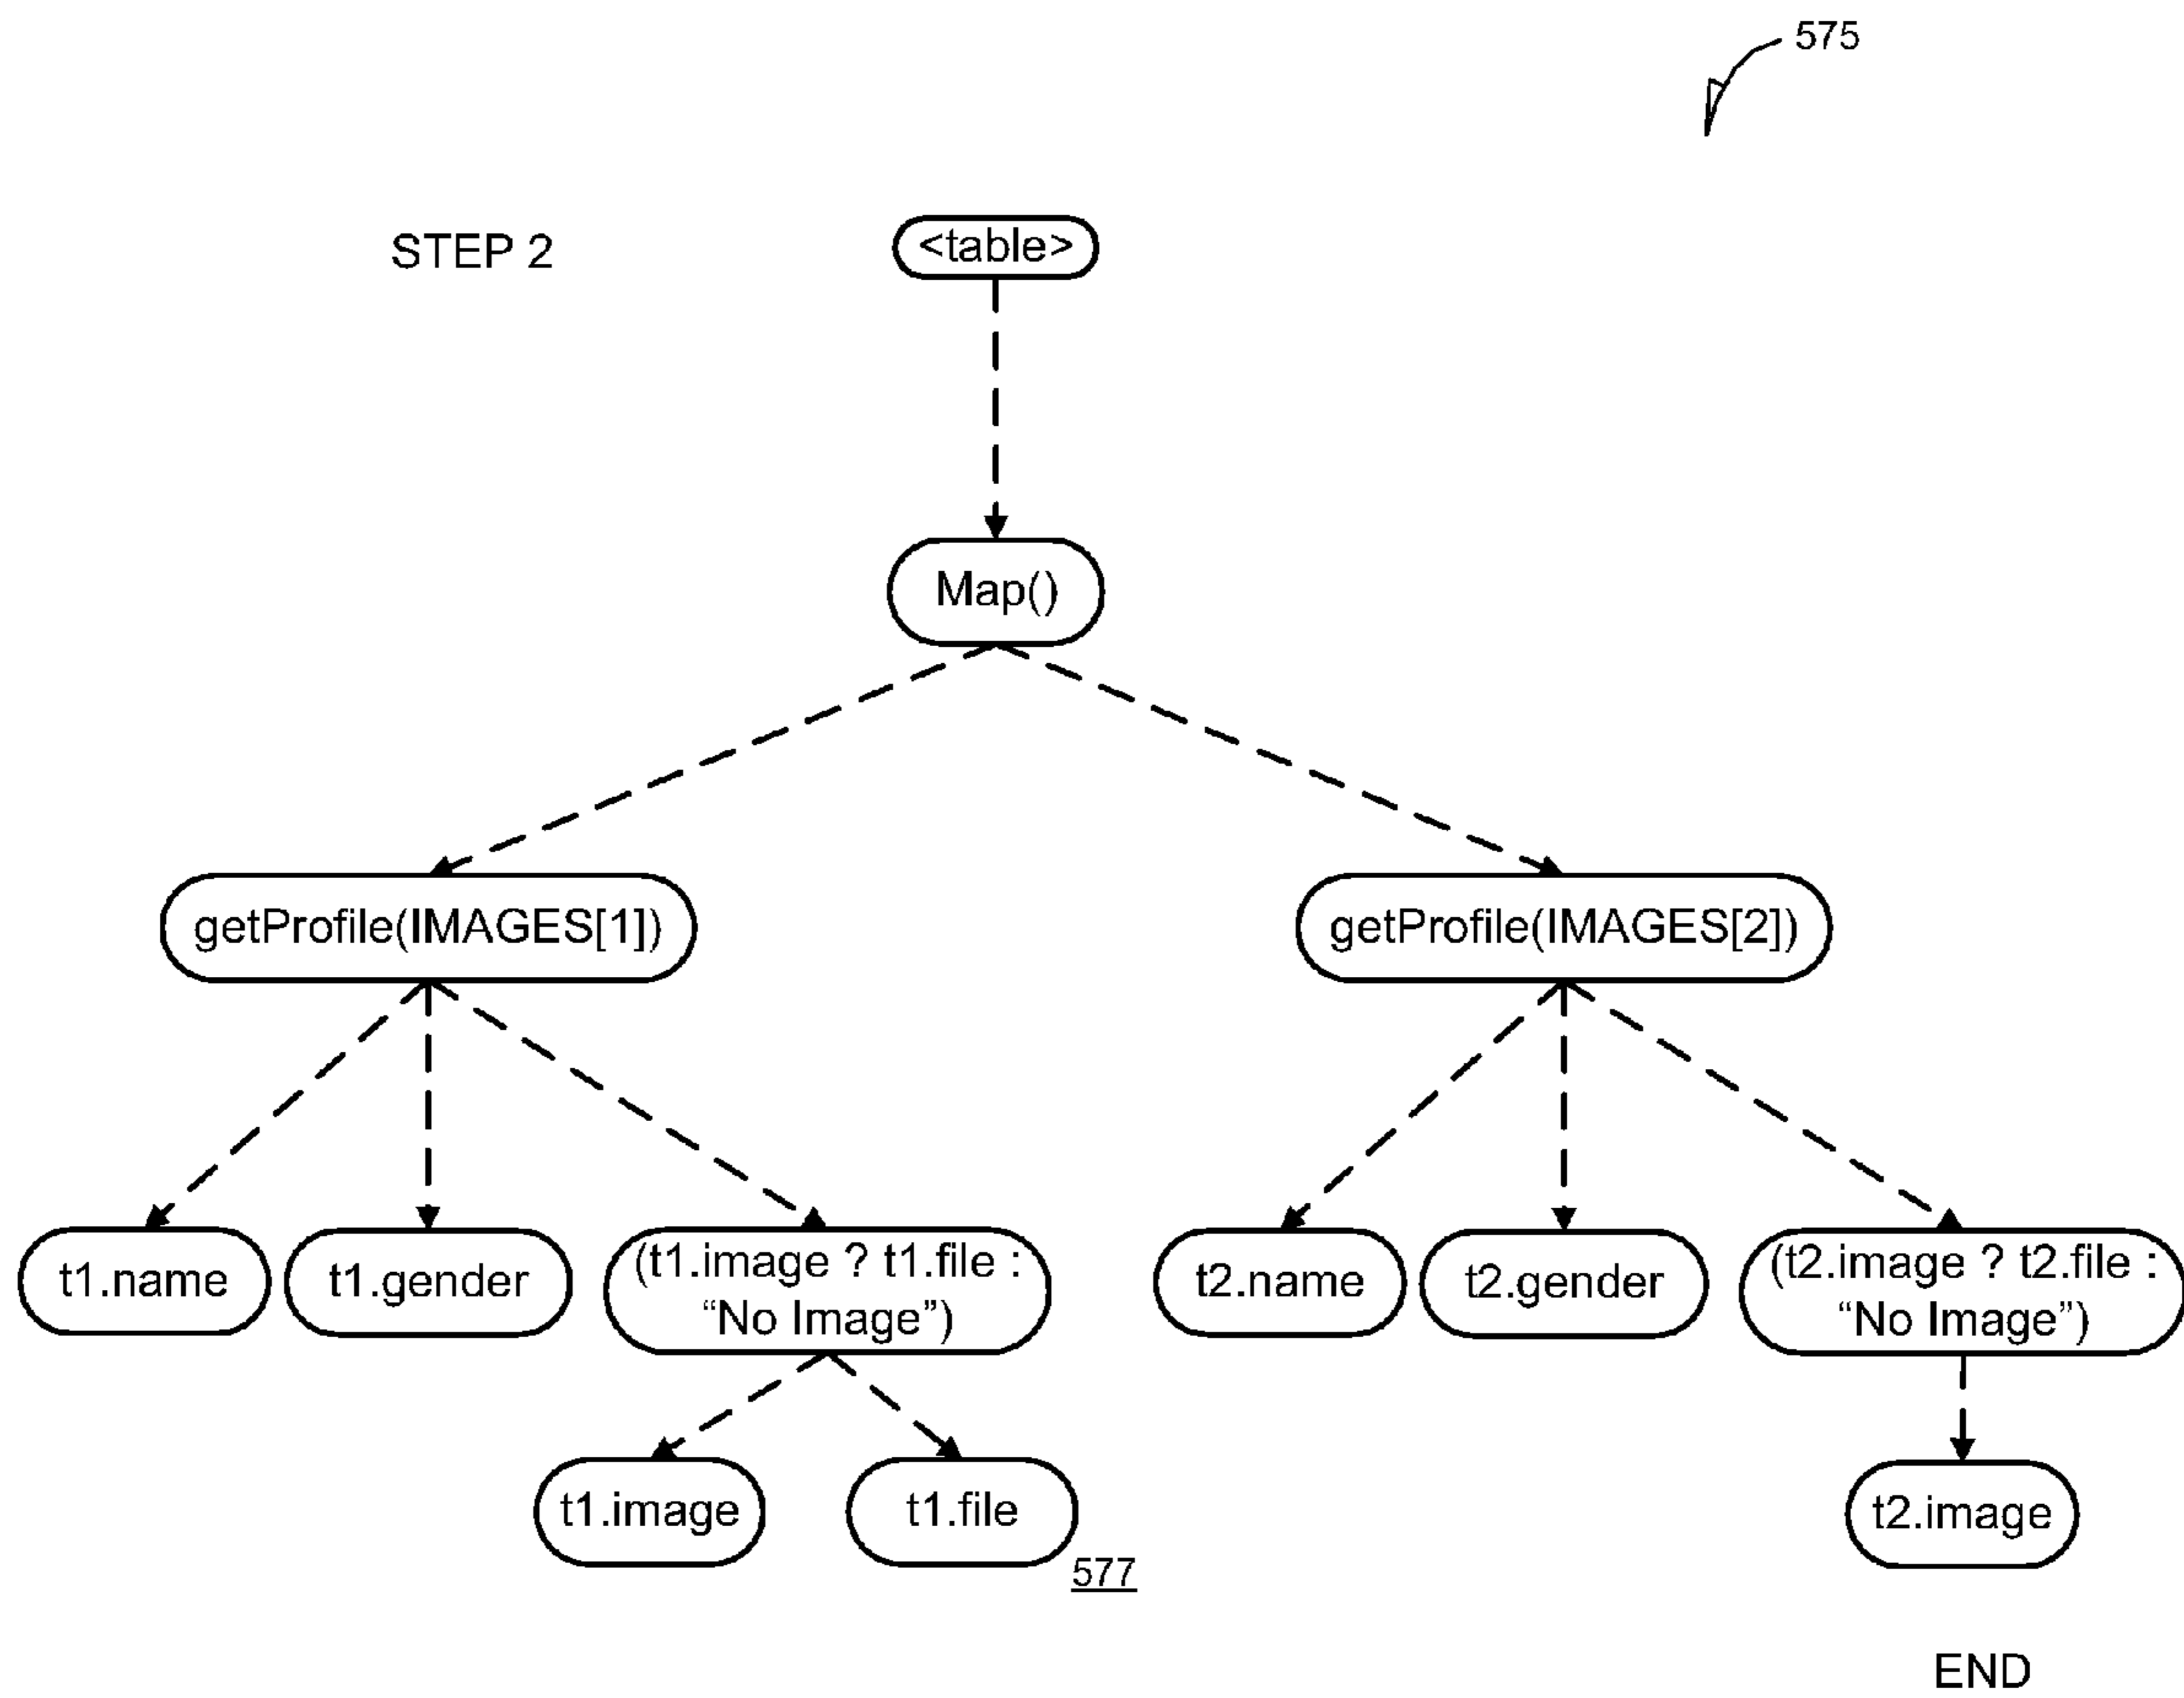 575
STEP 2
<table>
Map()
getProfile(IMAGES[1])
getProfile(IMAGES[2])
t1.name
t1.gender
(t1.image ? t1.file :
“No Image”)
t2.name
t2.gender
(t2.image ? t2.file :
“No Image”)
t1.image
t1.file
577
t2.image
END